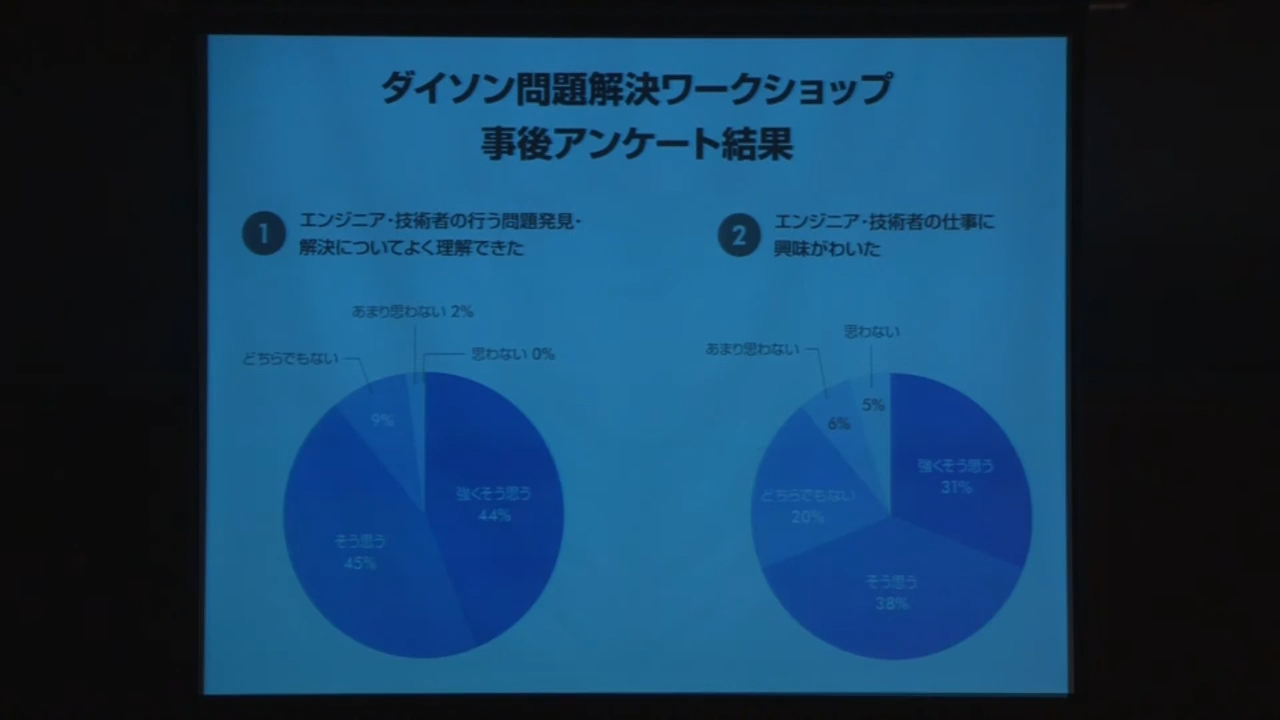 ダイソン問題解決ワークショップ
事後アンケート結果
1
エンジニア・技術者の行う問題発見・
解決についてよく理解できた
あまり思わない 2%
どちらでもない
思わない 0%
9%
強くそう思う
44%
そう思う
45%
2
エンジニア・技術者の仕事に
興味がわいた
思わない
あまり思わない
5%
6%
強くそう思う
31%
どちらでもない
20%
そう思う
38%